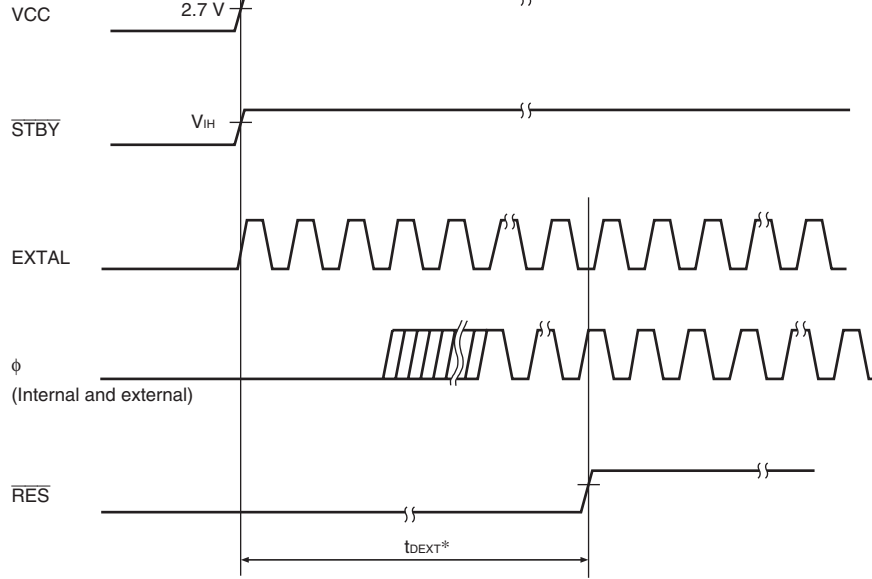 VCC
2.7 V
STBY
VIH
EXTAL
ϕ
(Internal and external)
RES
tDEXT*